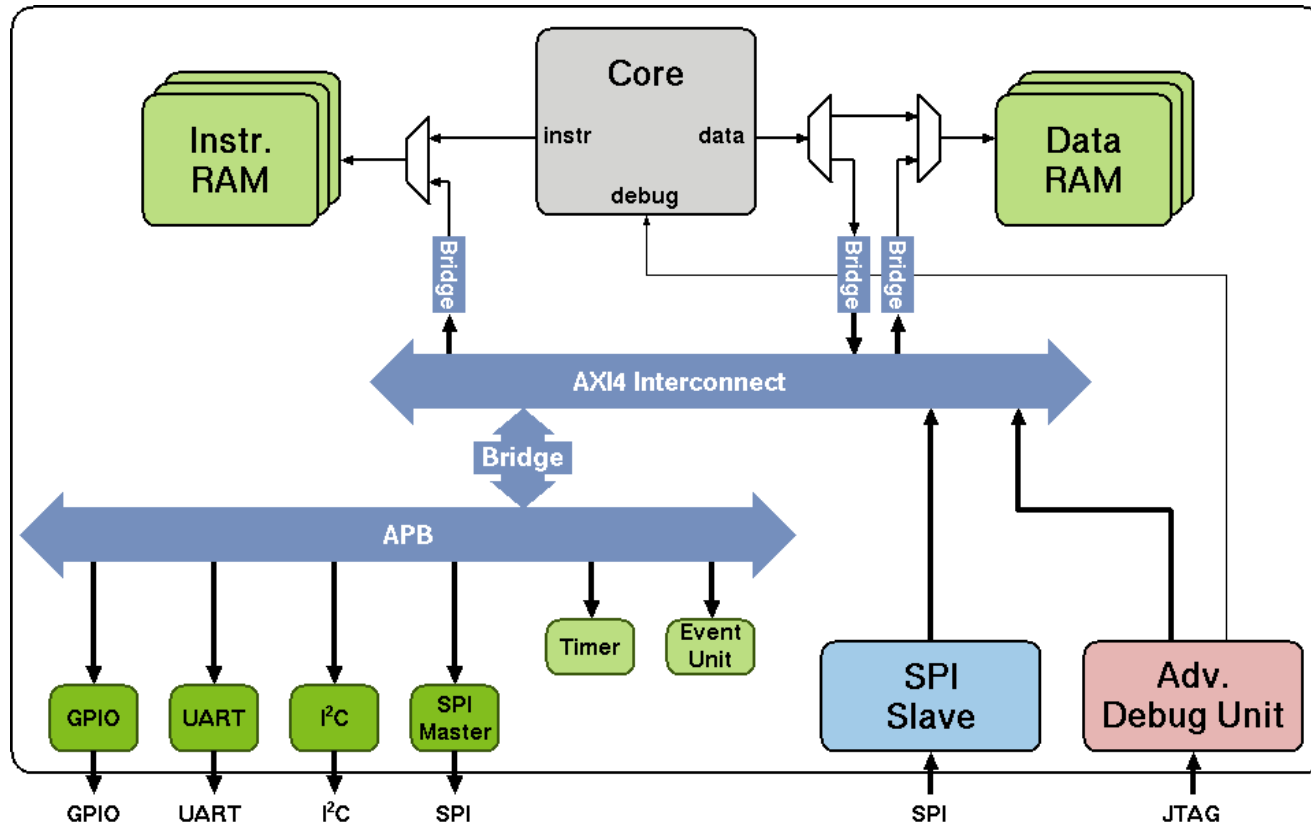 Core
Instr.
RAM
instr
data
debug
Data
RAM
Bridge
Bridge
Bridge
AXI4 Interconnect
Bridge
APB
Timer
Event
Unit
GPIO
UART
I²C
SPI
Master
SPI
Slave
Adv.
Debug Unit
GPIO
UART
I²C
SPI
SPI
JTAG